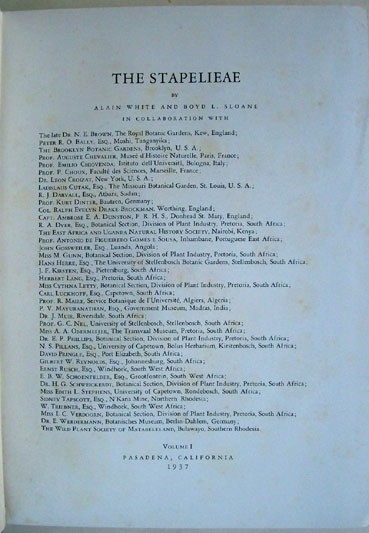 THE STAPELIEAE
BY
ALAIN WHITE AND BOYD L. SLOANE
IN COLLABORATION WITH
The late DR. N. E. BROWN, The Royal Botanic Gardens, Kew, England;
PETER R. O. BALLY, ESQ., Moshi, Tanganyika;
THE BROOKLYN BOTANIC GARDENS, Brooklyn, U. S. A.;
PROF. AUGUSTE CHEVALIER, Musée d'Histoire Naturelle, Paris, France;
PROF. EMILIO CHIOVENDA, Istituto dell'Università, Bologna, Italy;
PROF. P. CHOUX, Faculté des Sciences, Marseille, France;
DR. LEON CROIZAT, New York, U. S. A.;
LADISLAUS CUTAK, ESQ., The Missouri Botanical Garden, St. Louis, U. S. A.;
R. J. DARVALL, ESQ., Atbara, Sudan;
PROF. KURT DINTER, Bautzen, Germany;
COL. RALPH EVELYN DRAKE-BROCKMAN, Worthing, England;
CAPT. AMBROSE E. A. DUNSTON, F. R. H. S., Donhead St. Mary, England;
R. A. DYER, ESQ., Botanical Section, Division of Plant Industry, Pretoria, South Africa;
THE EAST AFRICA AND UGANDA NATURAL HISTORY SOCIETY, Nairobi, Kenya;
PROF. ANTONIO DE FIGUEIREDO GOMES E SOUSA, Inhambane, Portuguese East Africa;
JOHN GOSSWEILER, ESQ., Luanda, Angola;
MISS M. GUNN, Botanical Section, Division of Plant Industry, Pretoria, South Africa;
HANS HERRE, ESQ., The University of Stellenbosch Botanic Gardens, Stellenbosch, South Africa;
J. F. KIRSTEN, ESQ., Pietersburg, South Africa;
HERBERT LANG, ESQ., Pretoria, South Africa;
MISS CYTHNA LETTY, Botanical Section, Division of Plant Industry, Pretoria, South Africa;
CARL LUCKHOFF, ESQ., Capetown, South Africa;
PROF. R. MAIRE, Service Botanique de l'Université, Algiers, Algeria;
P. V. MAYURANATHAN, ESQ., Government Museum, Madras, India;
DR. J. MUIR, Riversdale, South Africa;
PROF. G. C. NEL, University of Stellenbosch, Stellenbosch, South Africa;
MISS A. A. OBERMEIJER, The Transvaal Museum, Pretoria, South Africa;
DR. E. P. PHILLIPS, Botanical Section, Division of Plant Industry, Pretoria, South Africa;
N. S. PILLANS, ESQ., University of Capetown, Bolus Herbarium, Kirstenbosch, South Africa;
DAVID PRINGLE, ESQ., Port Elizabeth, South Africa;
GILBERT W. REYNOLDS, ESQ., Johannesburg, South Africa;
ERNST RUSCH, ESQ., Windhoek, South West Africa;
E. D. W. SCHOENFELDER, ESQ., Grootfontein, South West Africa;
DR. H. G. SCHWEICKERDT, Botanical Section, Division of Plant Industry, Pretoria, South Africa;
MISS EDITH L. STEPHENS, University of Capetown, Rondebosch, South Africa;
SIDNEY TAPSCOTT, ESQ., N'Kana Mine, Northern Rhodesia;
W. TRIEBNER, ESQ., Windhoek, South West Africa;
MISS I. C. VERDOORN, Botanical Section, Division of Plant Industry, Pretoria, South Africa;
DR. E. WERDERMANN, Botanisches Museum, Berlin-Dahlem, Germany;
THE WILD PLANT SOCIETY OF MATABELELAND, Bulawayo, Southern Rhodesia.
VOLUME I
PASADENA, CALIFORNIA
1937